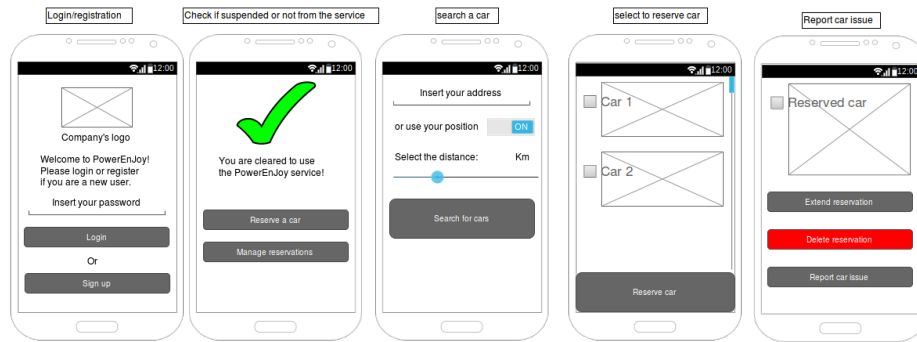 Login/registration
Check if suspended or not from the service
search a car
select to reserve car
Report car issue
12:00
Company's logo
Welcome to PowerEnJoy!
Please login or register
if you are a new user.
Insert your password
Login
Or
Sign up
12:00
You are cleared to use
the PowerEnJoy service!
Reserve a car
Manage reservations
12:00
Insert your address
or use your position
ON
Select the distance:
Km
Search for cars
12:00
Car 1
Car 2
Reserve car
12:00
Reserved car
Extend reservation
Delete reservation
Report car issue